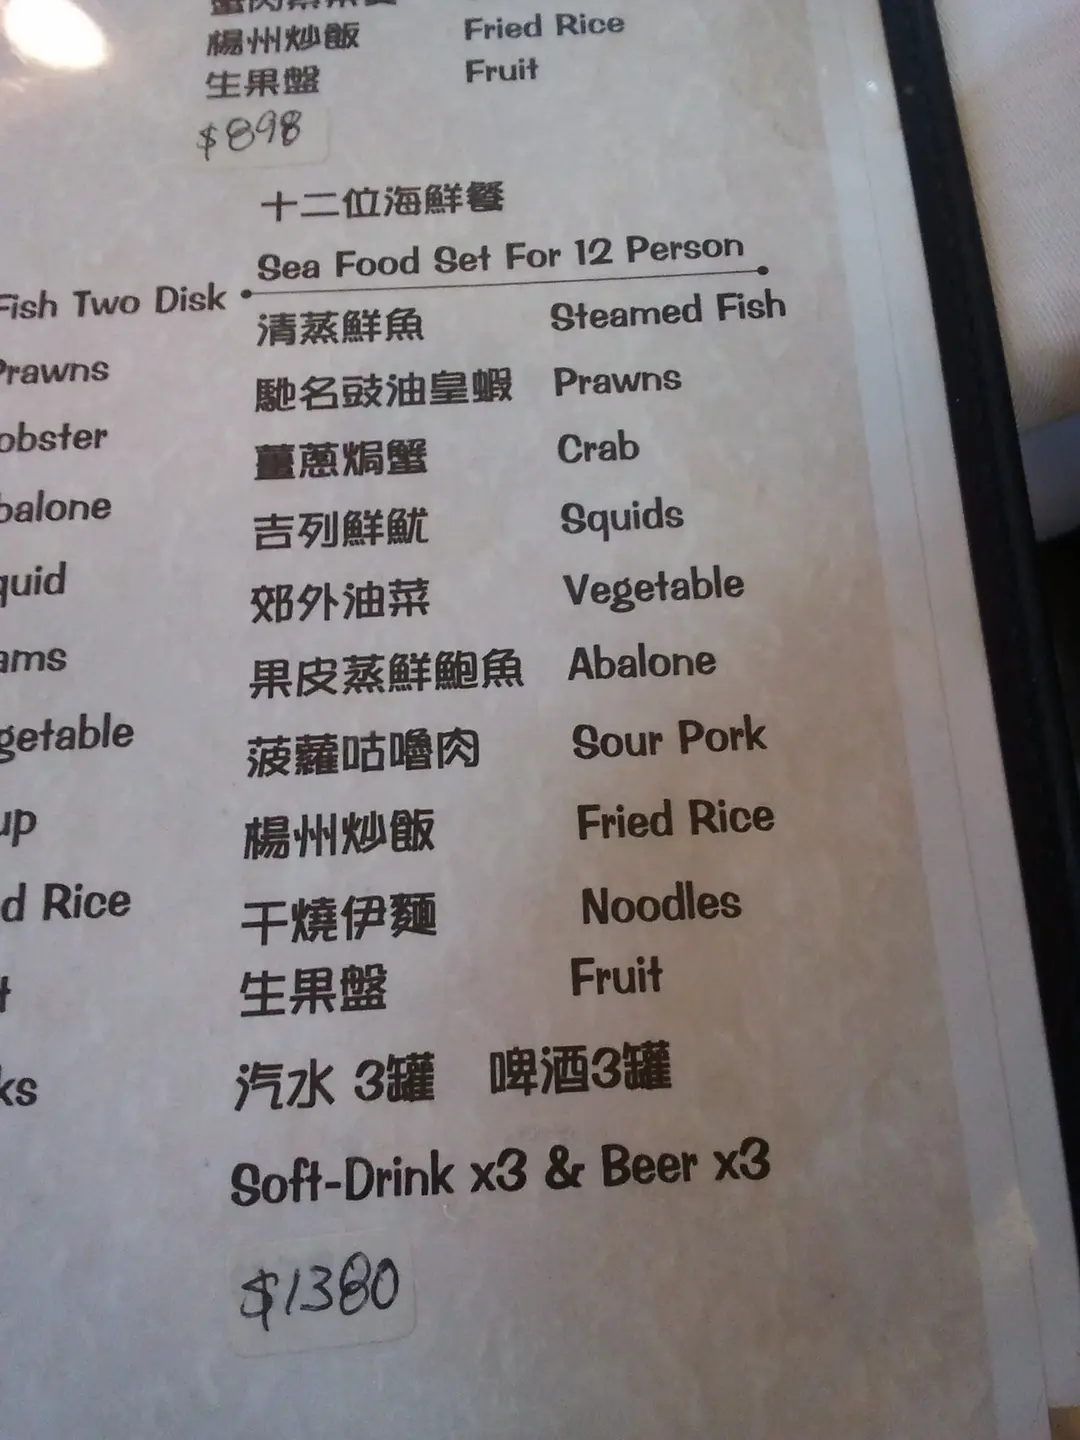 楊州炒飯 Fried Rice
生果盤 Fruit
$898
十二位海鮮餐
Sea Food Set For 12 Person
Fish Two Disk
清蒸鮮魚 Steamed Fish
Prawns
馳名豉油皇蝦 Prawns
obster
薑蔥焗蟹 Crab
balone
吉列鮮魷 Squids
quid
郊外油菜 Vegetable
ams
果皮蒸鮮鮑魚 Abalone
getable
菠蘿咕嚕肉 Sour Pork
up
楊州炒飯 Fried Rice
d Rice
干燒伊麵 Noodles
t
生果盤 Fruit
ks
汽水 3罐 啤酒3罐
Soft-Drink x3 & Beer x3
$1380